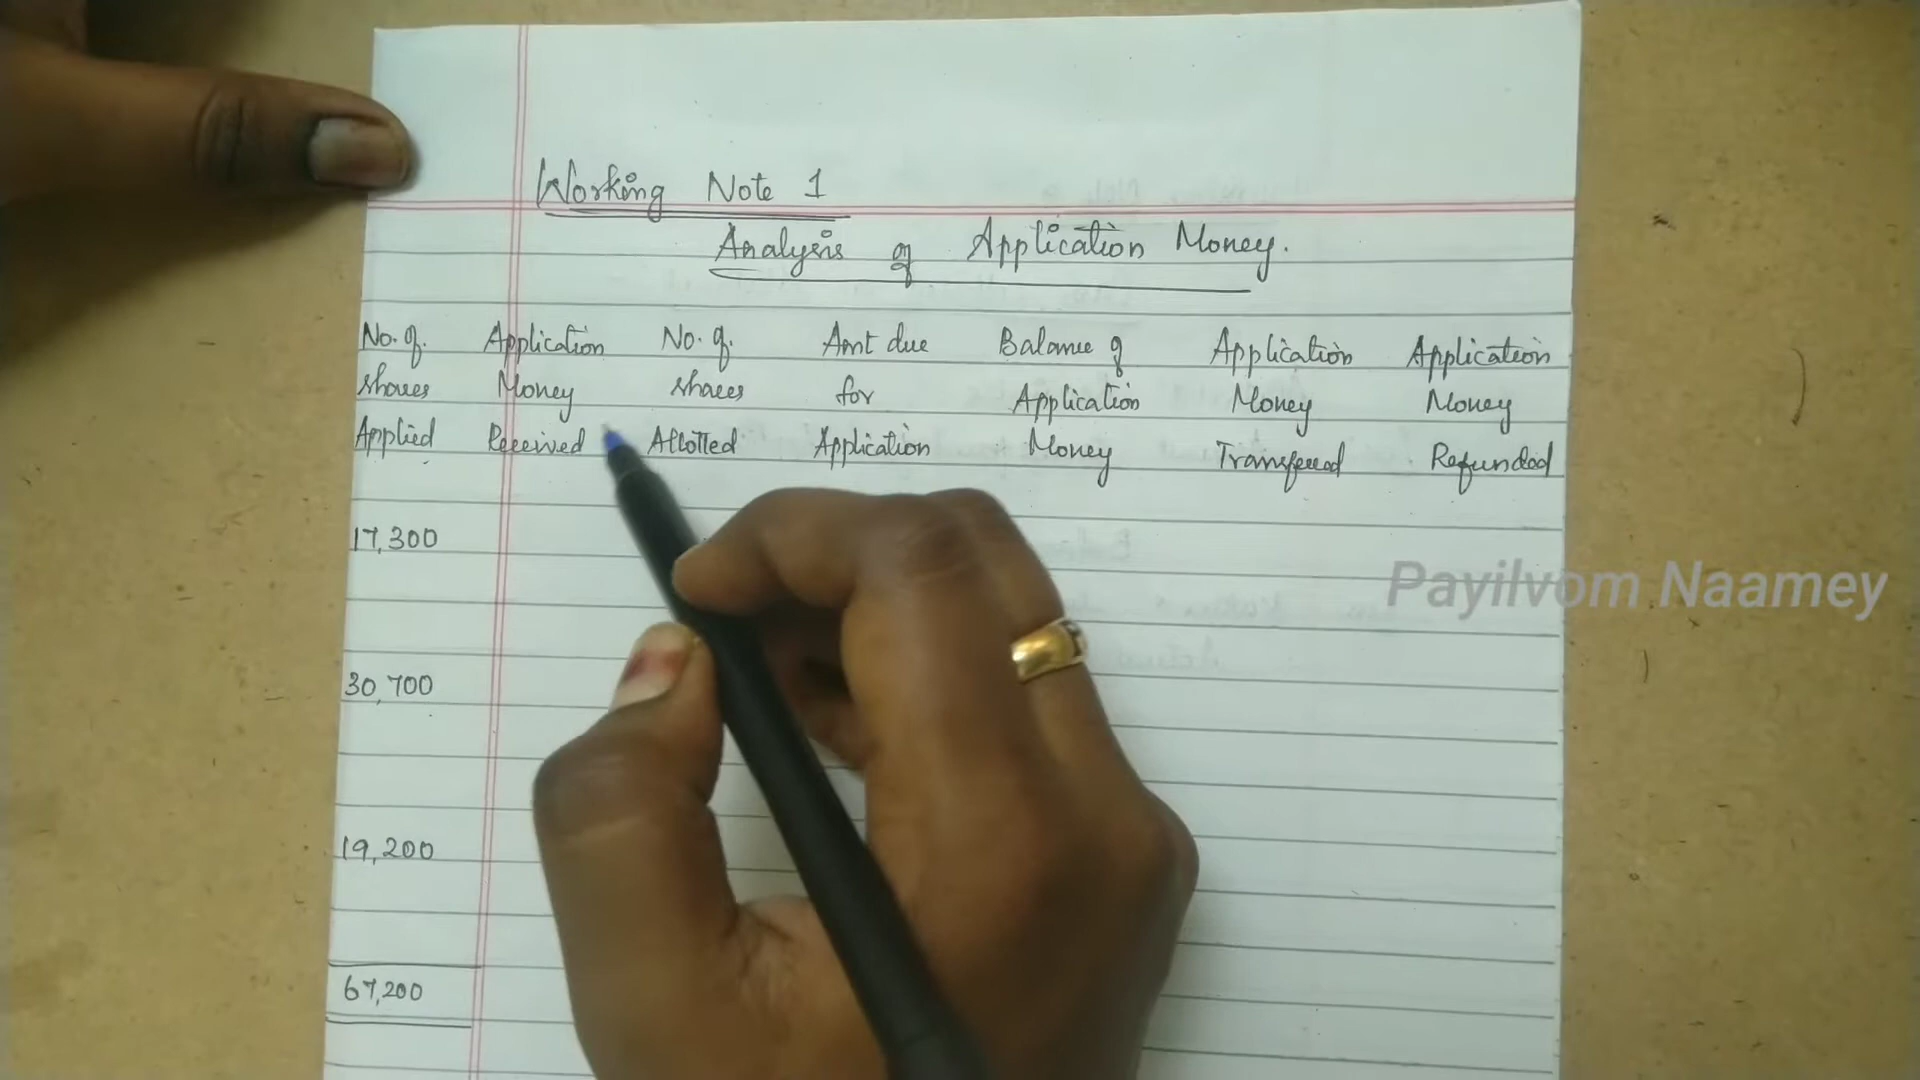 Working Note 1
Analysis of Application Money.
No. of Application No. of Amt due Balance of Application Application
shares Money shares for Application Money Money
Applied Received Allotted Application Money Transfered Refunded
17,300
30,700
19,200
67,200
Payilvom Naamey